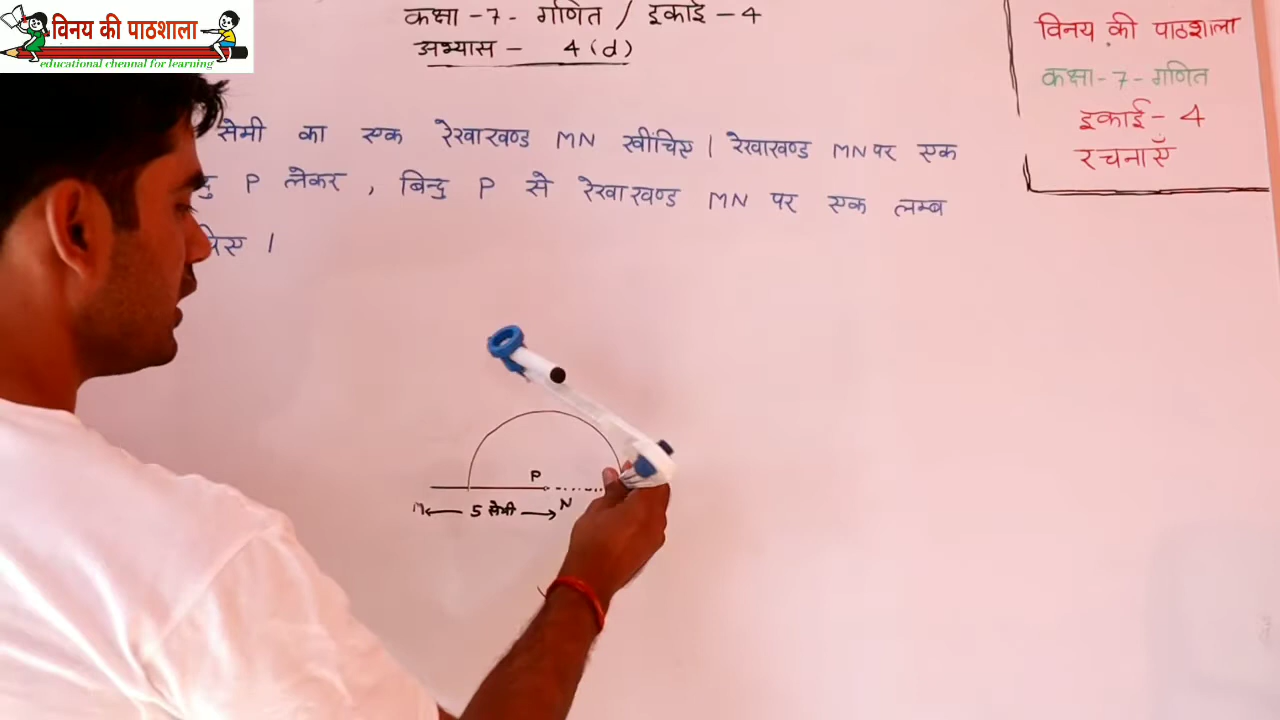 विनय की पाठशाला
educational chennal for learning
कक्षा - 7 - गणित / इकाई - 4
अभ्यास - 4 (d)
सेमी का एक रेखाखण्ड MN खींचिए । रेखाखण्ड MN पर एक
P लेकर , बिन्दु P से रेखाखण्ड MN पर एक लम्ब
।
P
M
5 सेमी
N
विनय की पाठशाला
कक्षा - 7 - गणित
इकाई - 4
रचनाएँ